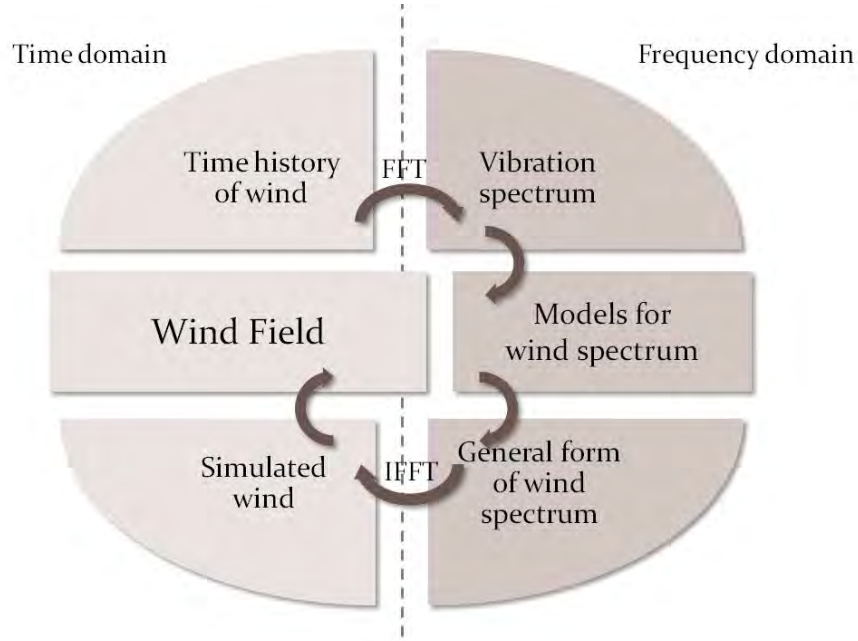 Time domain
Frequency domain
Time history
of wind
FFT
Vibration
spectrum
Wind Field
Models for
wind spectrum
Simulated
wind
IFFT
General form
of wind
spectrum